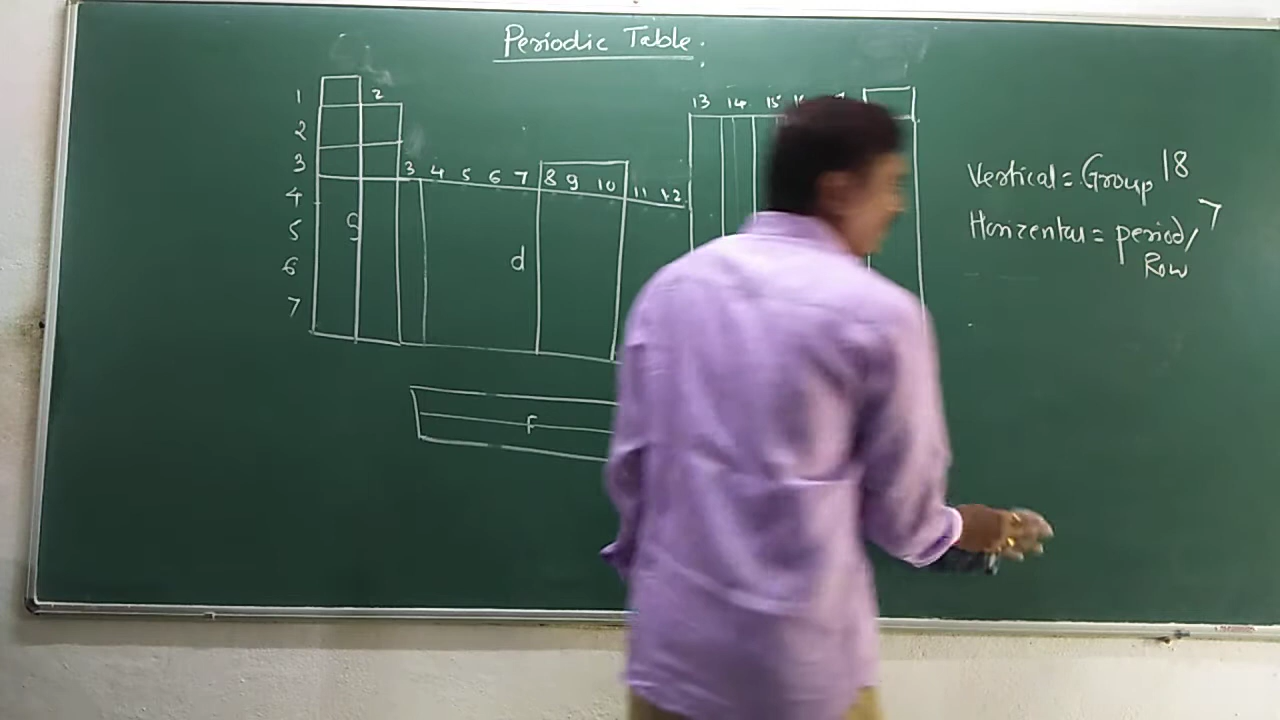 Periodic Table.
1 2
2
3 3 4 5 6 7 8 9 10 11 12
4
5 S
6 d
7
13 14 15
F
Vertical = Group 18
Horizental = period/ 7
Row